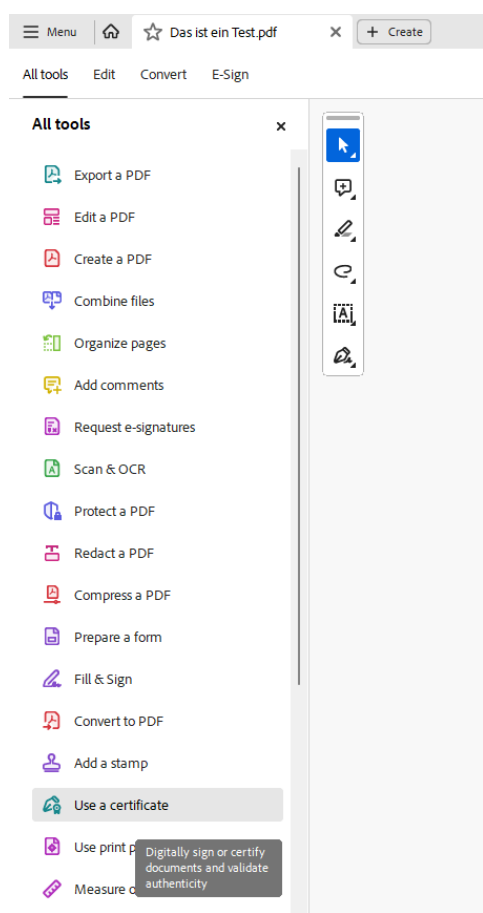 Menu
Das ist ein Test.pdf
+ Create
All tools Edit Convert E-Sign
All tools
Export a PDF
Edit a PDF
Create a PDF
Combine files
Organize pages
Add comments
Request e-signatures
Scan & OCR
Protect a PDF
Redact a PDF
Compress a PDF
Prepare a form
Fill & Sign
Convert to PDF
Add a stamp
Use a certificate
Use print
Digitally sign or certify
documents and validate
authenticity
Measure